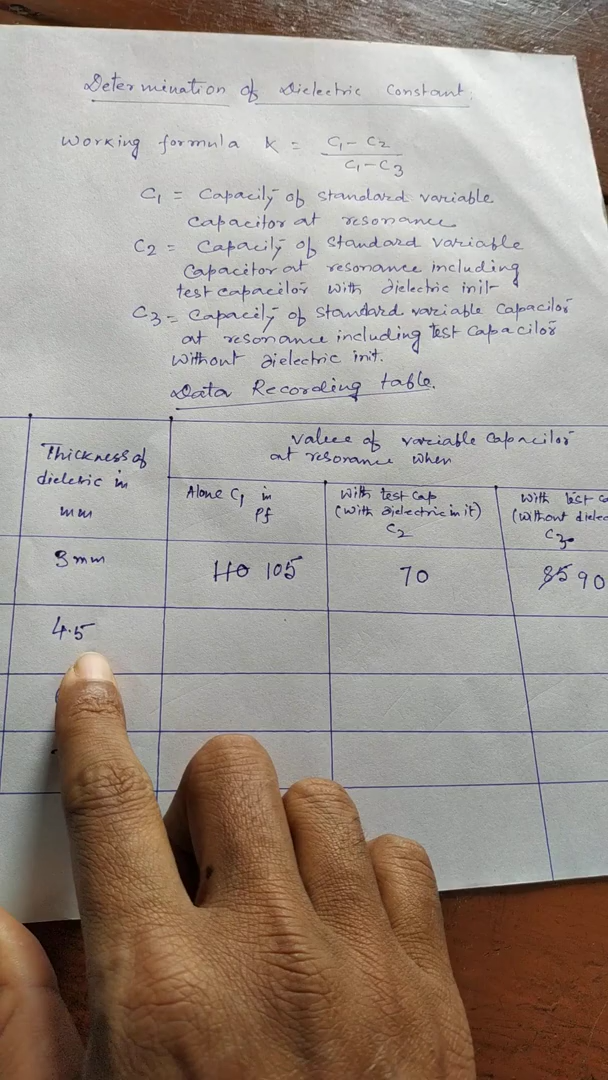 Determination of Dielectric Constant.
Working formula K = C1 - C2 / C1 - C3
C1 = Capacity of standard variable
capacitor at resonance
C2 = Capacity of standard variable
capacitor at resonance including
test capacitor with dielectric init
C3 = Capacity of standard variable capacitor
at resonance including test capacitor
without dielectric init.
Data Recording table.
Thickness of
dieletric in
mm
value of variable capacitor
at resonance when
Alone C1 in
Pf
With test cap
(with dielectric in it)
C2
With test ca
(without dielec
C3
3mm
110 105
70
85 90
4.5